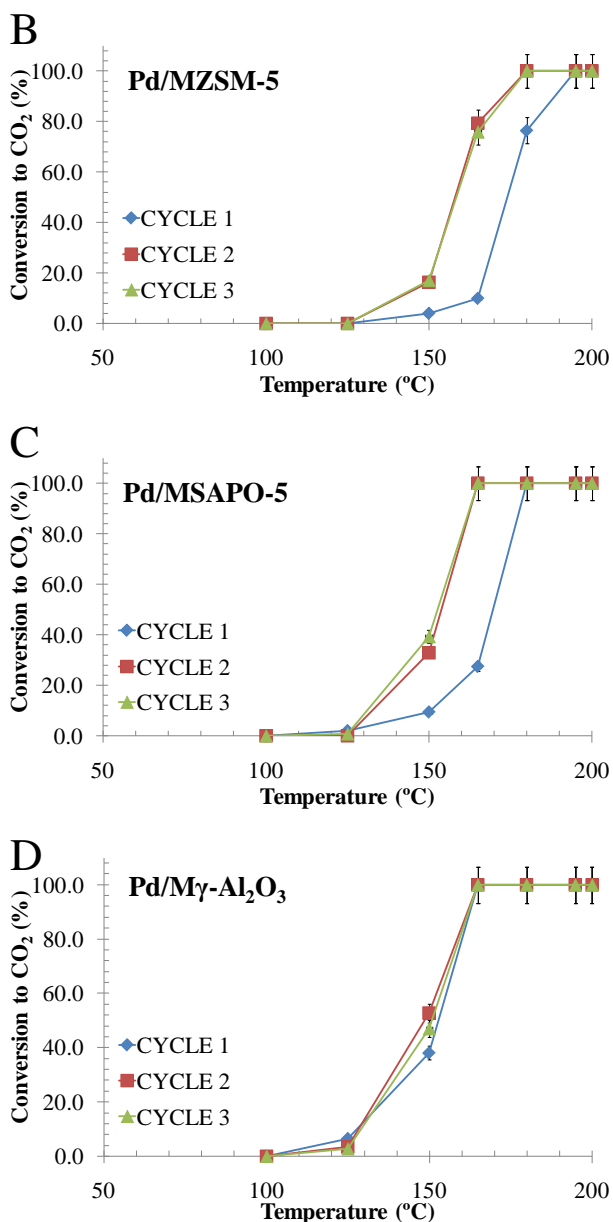 B
Pd/MZSM-5
Conversion to CO₂ (%)
100.0
80.0
60.0
40.0
20.0
0.0
CYCLE 1
CYCLE 2
CYCLE 3
50
100
150
200
Temperature (ºC)
C
Pd/MSAPO-5
Conversion to CO₂ (%)
100.0
80.0
60.0
40.0
20.0
0.0
CYCLE 1
CYCLE 2
CYCLE 3
50
100
150
200
Temperature (ºC)
D
Pd/Mγ-Al₂O₃
Conversion to CO₂ (%)
100.0
80.0
60.0
40.0
20.0
0.0
CYCLE 1
CYCLE 2
CYCLE 3
50
100
150
200
Temperature (ºC)